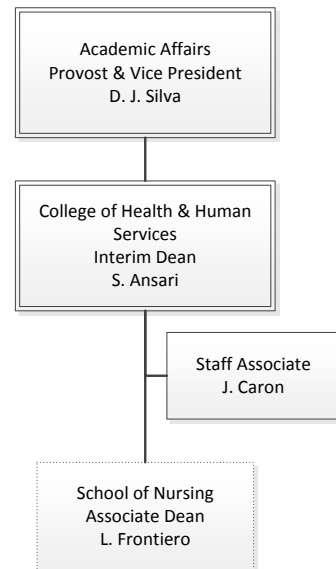 Academic Affairs
Provost & Vice President
D. J. Silva
College of Health & Human
Services
Interim Dean
S. Ansari
Staff Associate
J. Caron
School of Nursing
Associate Dean
L. Frontiero